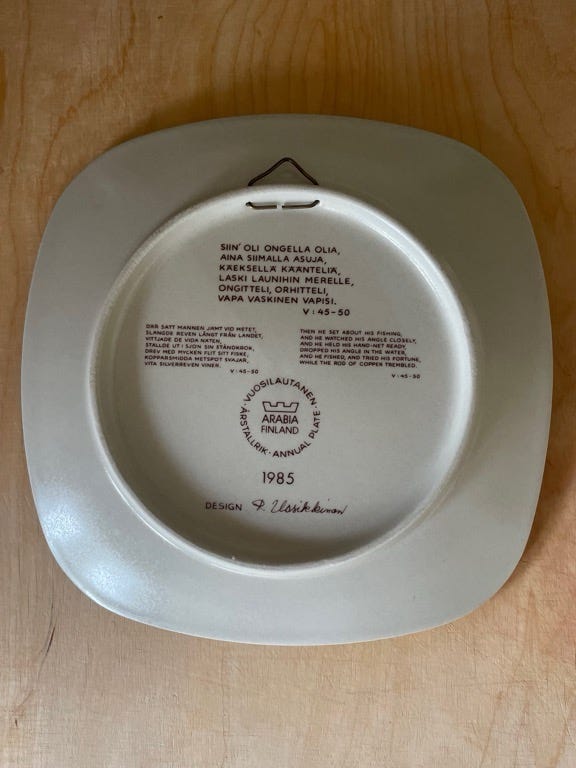 SIIN' OLI ONGELLA OLIA,
AINA SIIMALLA ASUJA,
KÄEKSELLÄ KÄÄNTELIÄ,
LASKI LAUNIHIN MERELLE,
ONGITTELI, ORHITTELI,
VAPA VASKINEN VAPISI.
V : 45-50
DÄR SATT MANNEN JÄMT VID METET,
SLÄNGDE REVEN LÅNGT FRÅN LANDET,
VITTJADE DE VIDA NÄTEN,
STÄLLDE UT I SJÖN SIN STÅNDKROK,
DREV MED MYCKEN FLIT SITT FISKE,
KOPPARSMIDDA METSPÖT SVAJAR,
VITA SILVERREVEN VINER.
V : 45-50
THEN HE SET ABOUT HIS FISHING,
AND HE WATCHED HIS ANGLE CLOSELY,
AND HE HELD HIS HAND-NET READY,
DROPPED HIS ANGLE IN THE WATER,
AND HE FISHED, AND TRIED HIS FORTUNE,
WHILE THE ROD OF COPPER TREMBLED.
V : 45-50
VUOSILAUTANEN · ÅRSTALLRIK · ANNUAL PLATE ·
ARABIA
FINLAND
1985
DESIGN R. Uosikkinen